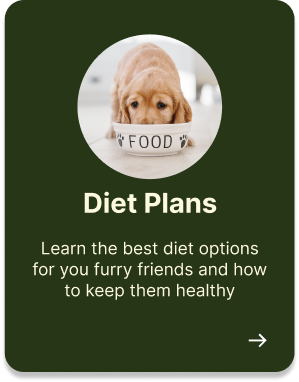 FOOD
Diet Plans
Learn the best diet options
for you furry friends and how
to keep them healthy